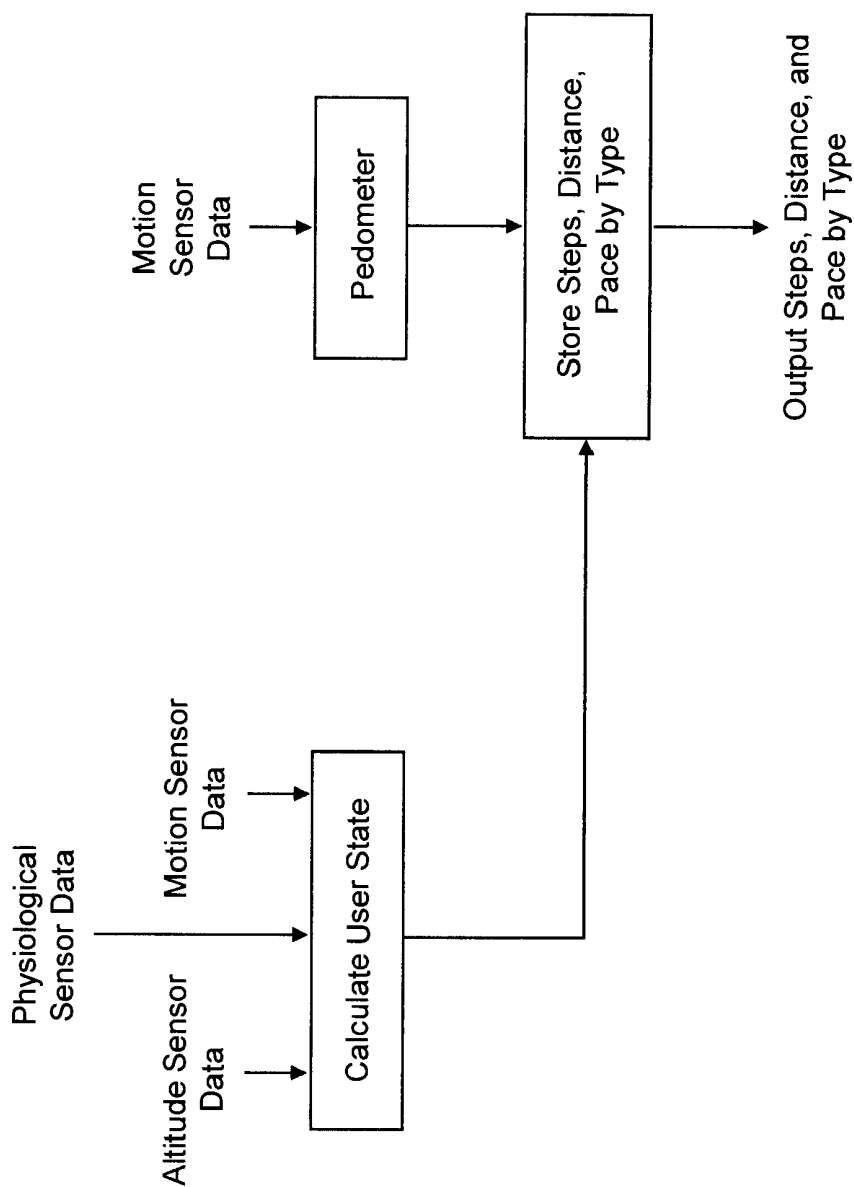 Physiological
Sensor Data
Altitude Sensor
Data
Motion Sensor
Data
Calculate User State
Motion
Sensor
Data
Pedometer
Store Steps, Distance,
Pace by Type
Output Steps, Distance, and
Pace by Type